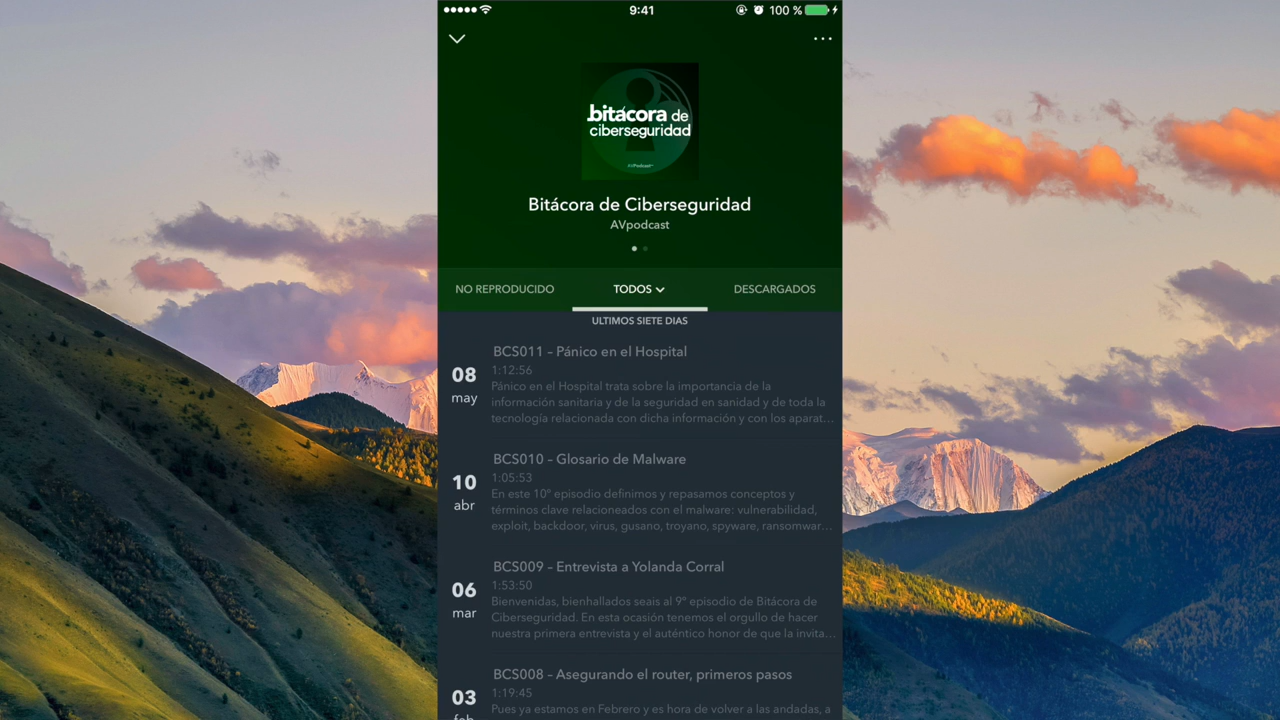 9:41
100 %
.bitácora de
ciberseguridad
AVPodcast
Bitácora de Ciberseguridad
AVpodcast
NO REPRODUCIDO
TODOS
DESCARGADOS
ULTIMOS SIETE DIAS
08
may
BCS011 – Pánico en el Hospital
1:12:56
Pánico en el Hospital trata sobre la importancia de la
información sanitaria y de la seguridad en sanidad y de toda la
tecnología relacionada con dicha información y con los aparat…
10
abr
BCS010 – Glosario de Malware
1:05:53
En este 10º episodio definimos y repasamos conceptos y
términos clave relacioneados con el malware: vulnerabilidad,
exploit, backdoor, virus, gusano, troyano, spyware, ransomwar…
06
mar
BCS009 – Entrevista a Yolanda Corral
1:53:50
Bienvenidas, bienhallados seais al 9º episodio de Bitácora de
Ciberseguridad. En esta ocasión tenemos el orgullo de hacer
nuestra primera entrevista y el auténtico honor de que la invita…
03
feb
BCS008 – Asegurando el router, primeros pasos
1:19:45
Pues ya estamos en Febrero y es hora de volver a las andadas, a